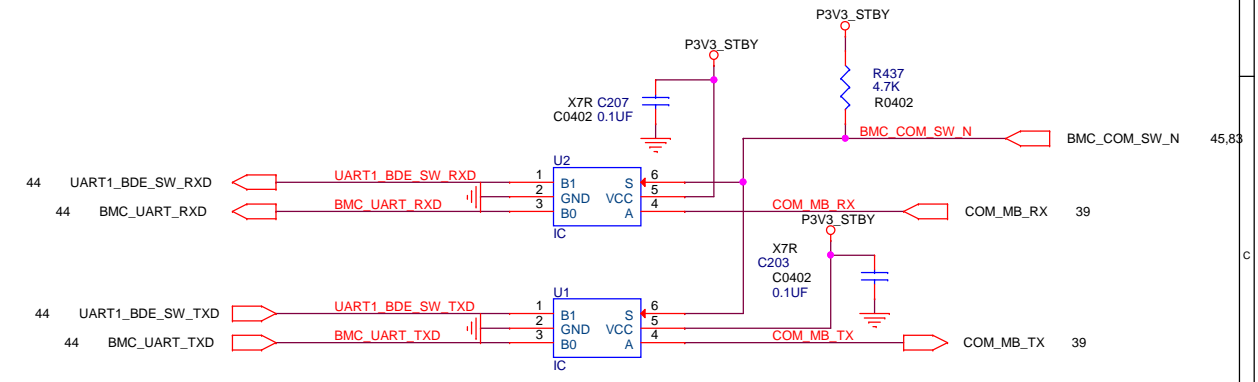 P3V3_STBY
P3V3_STBY
R437
4.7K
R0402
X7R C207
C0402 0.1UF
BMC_COM_SW_N BMC_COM_SW_N 45,83
U2
44 UART1_BDE_SW_RXD UART1_BDE_SW_RXD 1 B1 S 6
2 GND VCC 5
44 BMC_UART_RXD BMC_UART_RXD 3 B0 A 4 COM_MB_RX COM_MB_RX 39
IC
P3V3_STBY
X7R
C203
C0402
0.1UF
C
U1
44 UART1_BDE_SW_TXD UART1_BDE_SW_TXD 1 B1 S 6
2 GND VCC 5
44 BMC_UART_TXD BMC_UART_TXD 3 B0 A 4 COM_MB_TX COM_MB_TX 39
IC